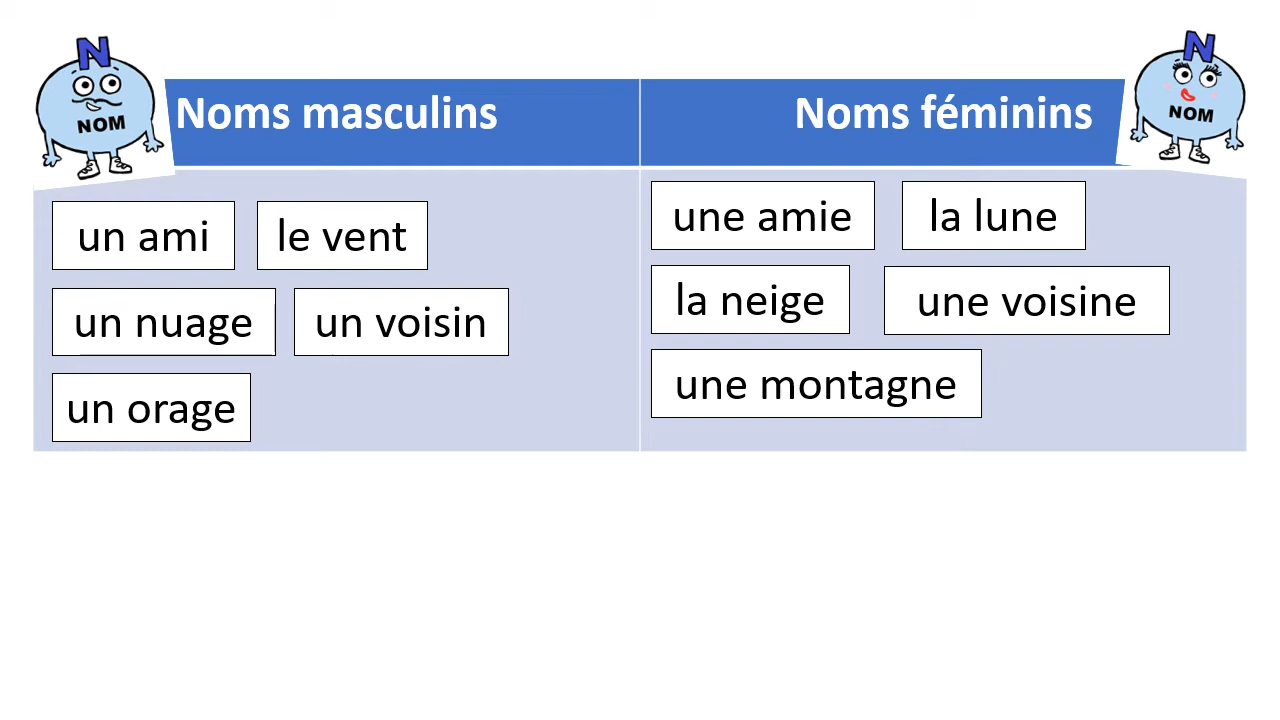 N
NOM
Noms masculins
Noms féminins
N
NOM
un ami
le vent
un nuage
un voisin
un orage
une amie
la lune
la neige
une voisine
une montagne